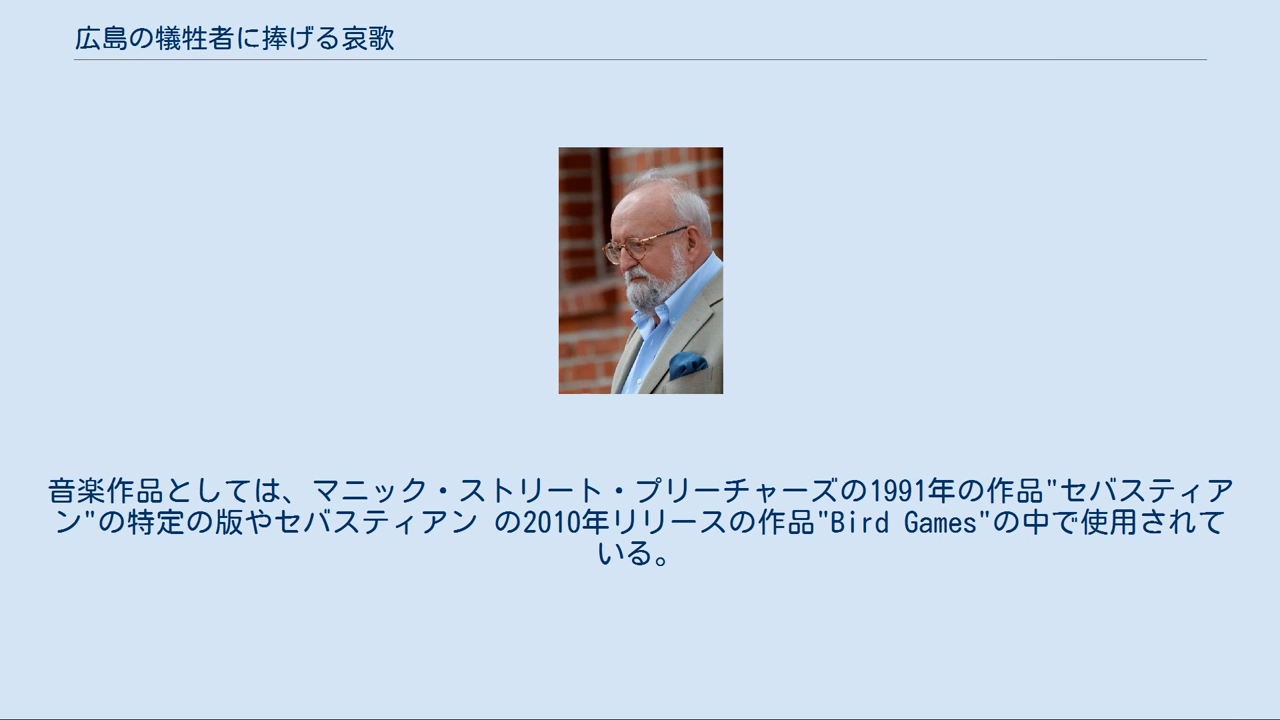 広島の犠牲者に捧げる哀歌
音楽作品としては、マニック・ストリート・プリーチャーズの1991年の作品"セバスティア
ン"の特定の版やセバスティアン の2010年リリースの作品"Bird Games"の中で使用されて
いる。